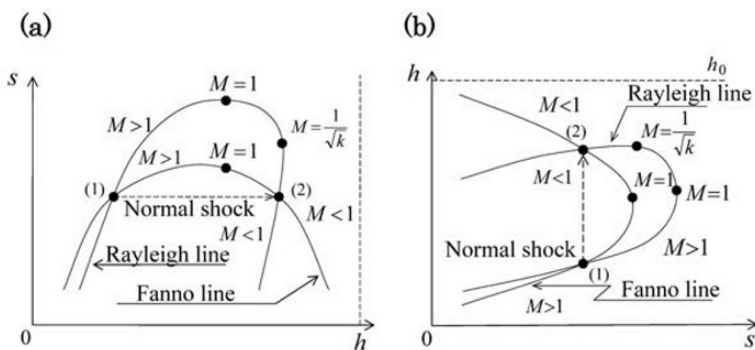 (a)
s
M=1
M>1
M=1/√k
M>1
M=1
(1)
(2)
Normal shock
M<1
M<1
Rayleigh line
Fanno line
0
h
(b)
h
h₀
M<1
Rayleigh line
(2)
M=1/√k
M<1
M=1
M=1
Normal shock
M>1
(1)
Fanno line
M>1
0
s